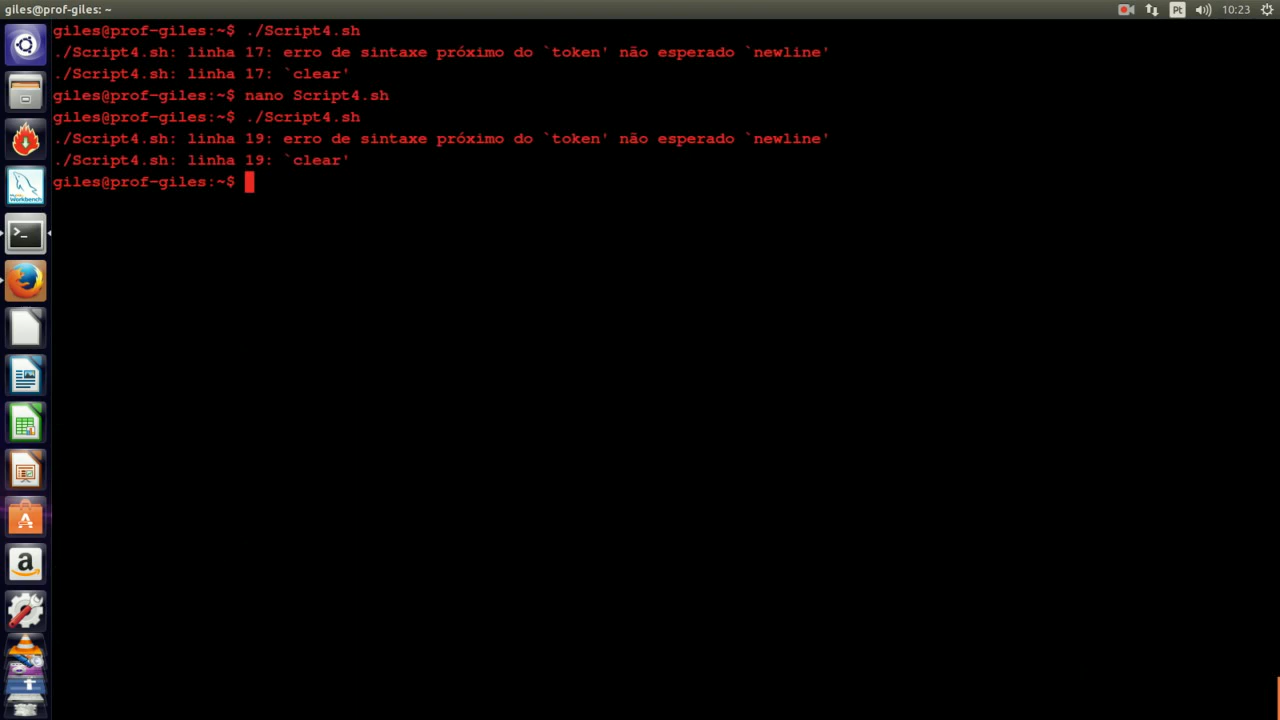 giles@prof-giles: ~
Pt
10:23
giles@prof-giles:~$ ./Script4.sh
./Script4.sh: linha 17: erro de sintaxe próximo do `token' não esperado `newline'
./Script4.sh: linha 17: `clear'
giles@prof-giles:~$ nano Script4.sh
giles@prof-giles:~$ ./Script4.sh
./Script4.sh: linha 19: erro de sintaxe próximo do `token' não esperado `newline'
./Script4.sh: linha 19: `clear'
giles@prof-giles:~$
Workbench
>_
A
a